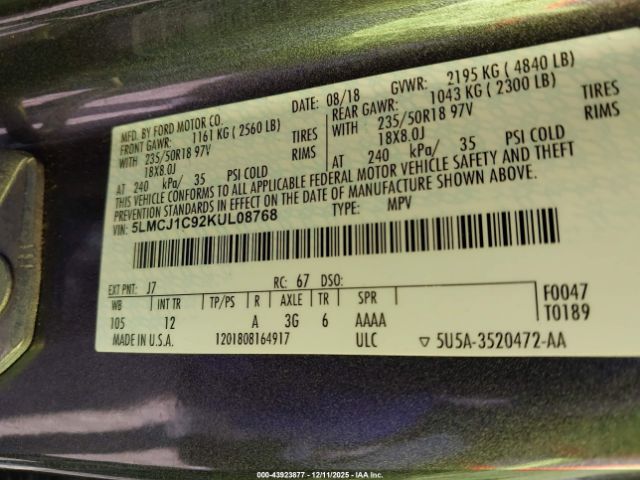 MFD. BY FORD MOTOR CO.
DATE: 08/18
GVWR: 2195 KG ( 4840 LB)
FRONT GAWR: 1161 KG ( 2560 LB)
REAR GAWR: 1043 KG ( 2300 LB)
WITH 235/50R18 97V TIRES
WITH 235/50R18 97V TIRES
18X8.0J RIMS
18X8.0J RIMS
AT 240 kPa/ 35 PSI COLD
AT 240 kPa/ 35 PSI COLD
THIS VEHICLE CONFORMS TO ALL APPLICABLE FEDERAL MOTOR VEHICLE SAFETY AND THEFT
PREVENTION STANDARDS IN EFFECT ON THE DATE OF MANUFACTURE SHOWN ABOVE.
VIN: 5LMCJ1C92KUL08768
TYPE: MPV
EXT PNT: J7 RC: 67 DSO:
WB INT TR TP/PS R AXLE TR SPR
105 12 A 3G 6 AAAA
F0047
T0189
MADE IN U.S.A. 1201808164917 ULC ▽ 5U5A-3520472-AA
000-43923877 - 12/11/2025 - IAAI.CA